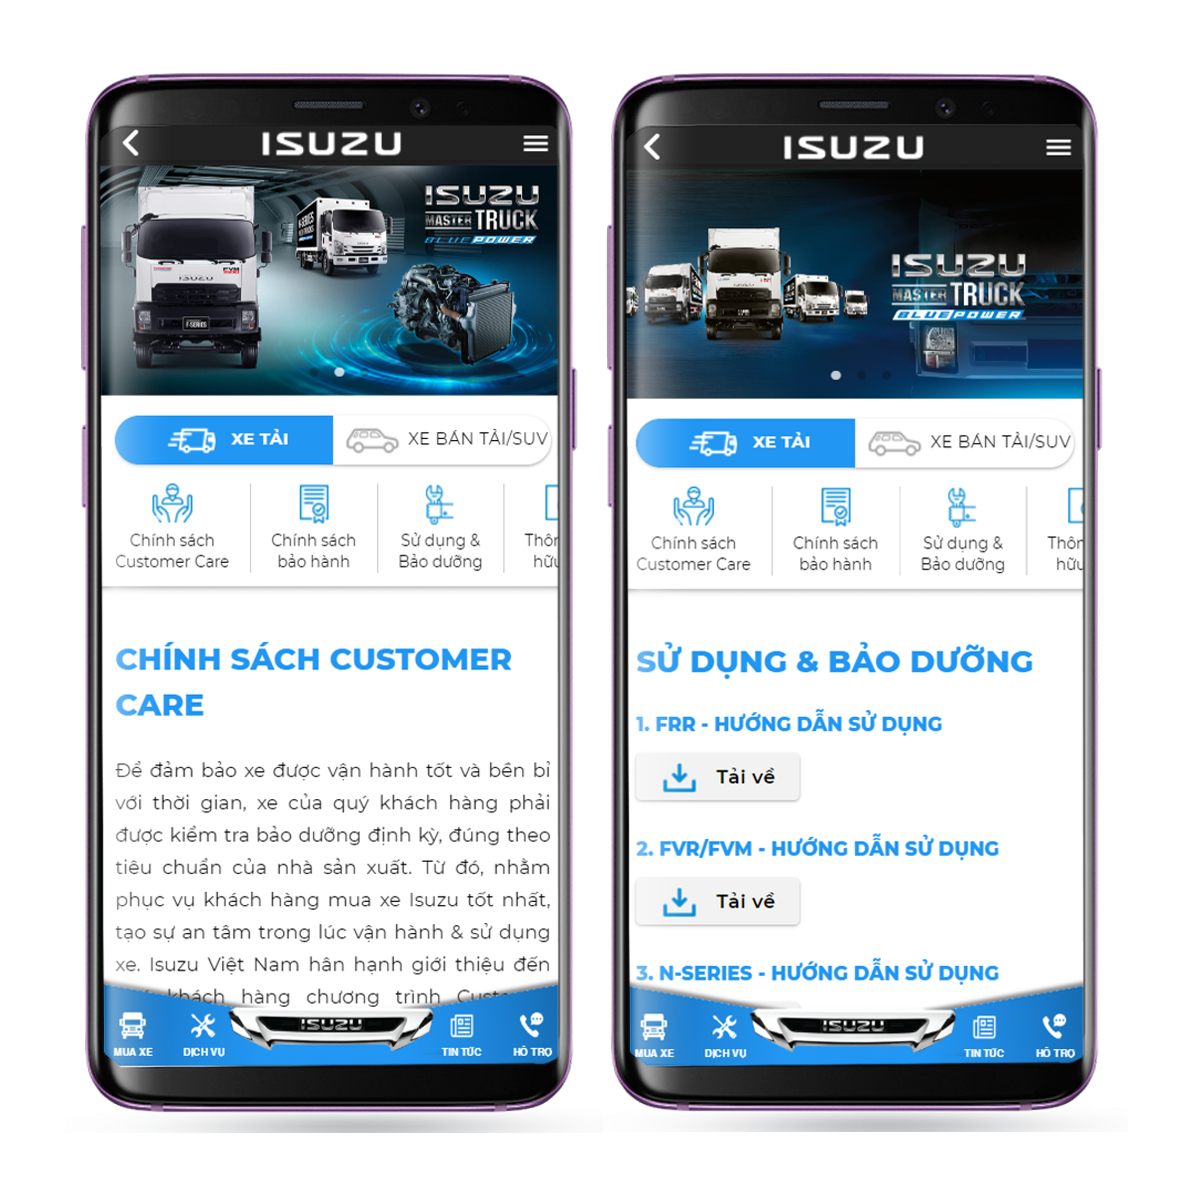 ISUZU
ISUZU
MASTER TRUCK
BLUE POWER
N-SERIES
FVM
ISUZU
F-SERIES
XE TẢI
XE BÁN TẢI/SUV
Chính sách
Customer Care
Chính sách
bảo hành
Sử dụng &
Bảo dưỡng
CHÍNH SÁCH CUSTOMER
CARE
Để đảm bảo xe được vận hành tốt và bền bỉ
với thời gian, xe của quý khách hàng phải
được kiểm tra bảo dưỡng định kỳ, đúng theo
tiêu chuẩn của nhà sản xuất. Từ đó, nhằm
phục vụ khách hàng mua xe Isuzu tốt nhất,
tạo sự an tâm trong lúc vận hành & sử dụng
xe. Isuzu Việt Nam hân hạnh giới thiệu đến
khách hàng chương trình
MUA XE
DỊCH VỤ
ISUZU
TIN TỨC
HỖ TRỢ
ISUZU
ISUZU
MASTER TRUCK
BLUE POWER
XE TẢI
XE BÁN TẢI/SUV
Chính sách
Customer Care
Chính sách
bảo hành
Sử dụng &
Bảo dưỡng
SỬ DỤNG & BẢO DƯỠNG
1. FRR - HƯỚNG DẪN SỬ DỤNG
Tải về
2. FVR/FVM - HƯỚNG DẪN SỬ DỤNG
Tải về
3. N-SERIES - HƯỚNG DẪN SỬ DỤNG
MUA XE
DỊCH VỤ
ISUZU
TIN TỨC
HỖ TRỢ